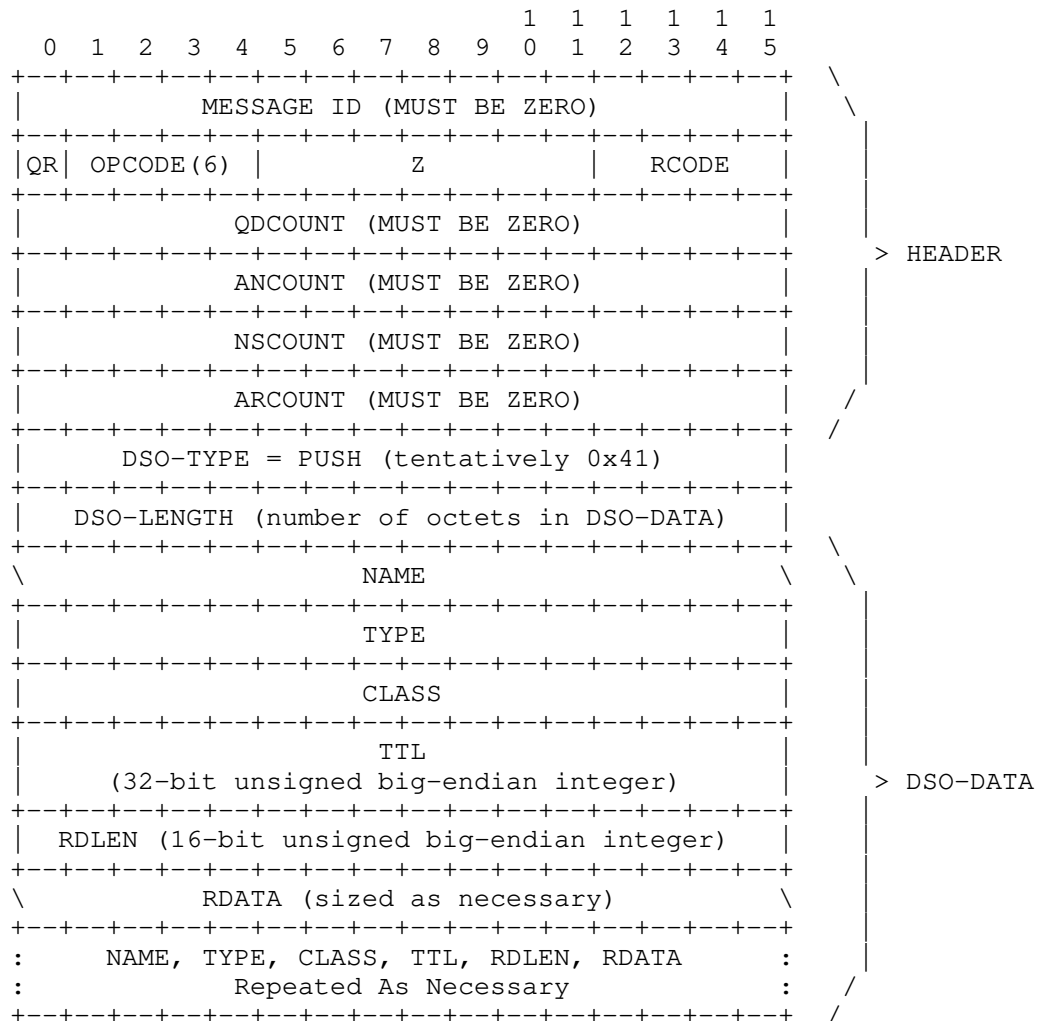 1  1  1  1  1  1
   0  1  2  3  4  5  6  7  8  9  0  1  2  3  4  5
 +--+--+--+--+--+--+--+--+--+--+--+--+--+--+--+--+  \
 |           MESSAGE ID (MUST BE ZERO)           |   \
 +--+--+--+--+--+--+--+--+--+--+--+--+--+--+--+--+    |
 |QR| OPCODE(6) |         Z          |   RCODE   |    |
 +--+--+--+--+--+--+--+--+--+--+--+--+--+--+--+--+    |
 |             QDCOUNT (MUST BE ZERO)            |    |
 +--+--+--+--+--+--+--+--+--+--+--+--+--+--+--+--+     > HEADER
 |             ANCOUNT (MUST BE ZERO)            |    |
 +--+--+--+--+--+--+--+--+--+--+--+--+--+--+--+--+    |
 |             NSCOUNT (MUST BE ZERO)            |    |
 +--+--+--+--+--+--+--+--+--+--+--+--+--+--+--+--+    |
 |             ARCOUNT (MUST BE ZERO)            |   /
 +--+--+--+--+--+--+--+--+--+--+--+--+--+--+--+--+  /
 |      DSO-TYPE = PUSH (tentatively 0x41)       |
 +--+--+--+--+--+--+--+--+--+--+--+--+--+--+--+--+
 |   DSO-LENGTH (number of octets in DSO-DATA)   |
 +--+--+--+--+--+--+--+--+--+--+--+--+--+--+--+--+  \
 \                     NAME                      \   \
 +--+--+--+--+--+--+--+--+--+--+--+--+--+--+--+--+    |
 |                     TYPE                      |    |
 +--+--+--+--+--+--+--+--+--+--+--+--+--+--+--+--+    |
 |                     CLASS                     |    |
 +--+--+--+--+--+--+--+--+--+--+--+--+--+--+--+--+    |
 |                      TTL                      |    |
 |     (32-bit unsigned big-endian integer)      |     > DSO-DATA
 +--+--+--+--+--+--+--+--+--+--+--+--+--+--+--+--+    |
 |  RDLEN (16-bit unsigned big-endian integer)   |    |
 +--+--+--+--+--+--+--+--+--+--+--+--+--+--+--+--+    |
 \           RDATA (sized as necessary)          \    |
 +--+--+--+--+--+--+--+--+--+--+--+--+--+--+--+--+    |
 :     NAME, TYPE, CLASS, TTL, RDLEN, RDATA      :    |
 :             Repeated As Necessary             :   /
 +--+--+--+--+--+--+--+--+--+--+--+--+--+--+--+--+  /